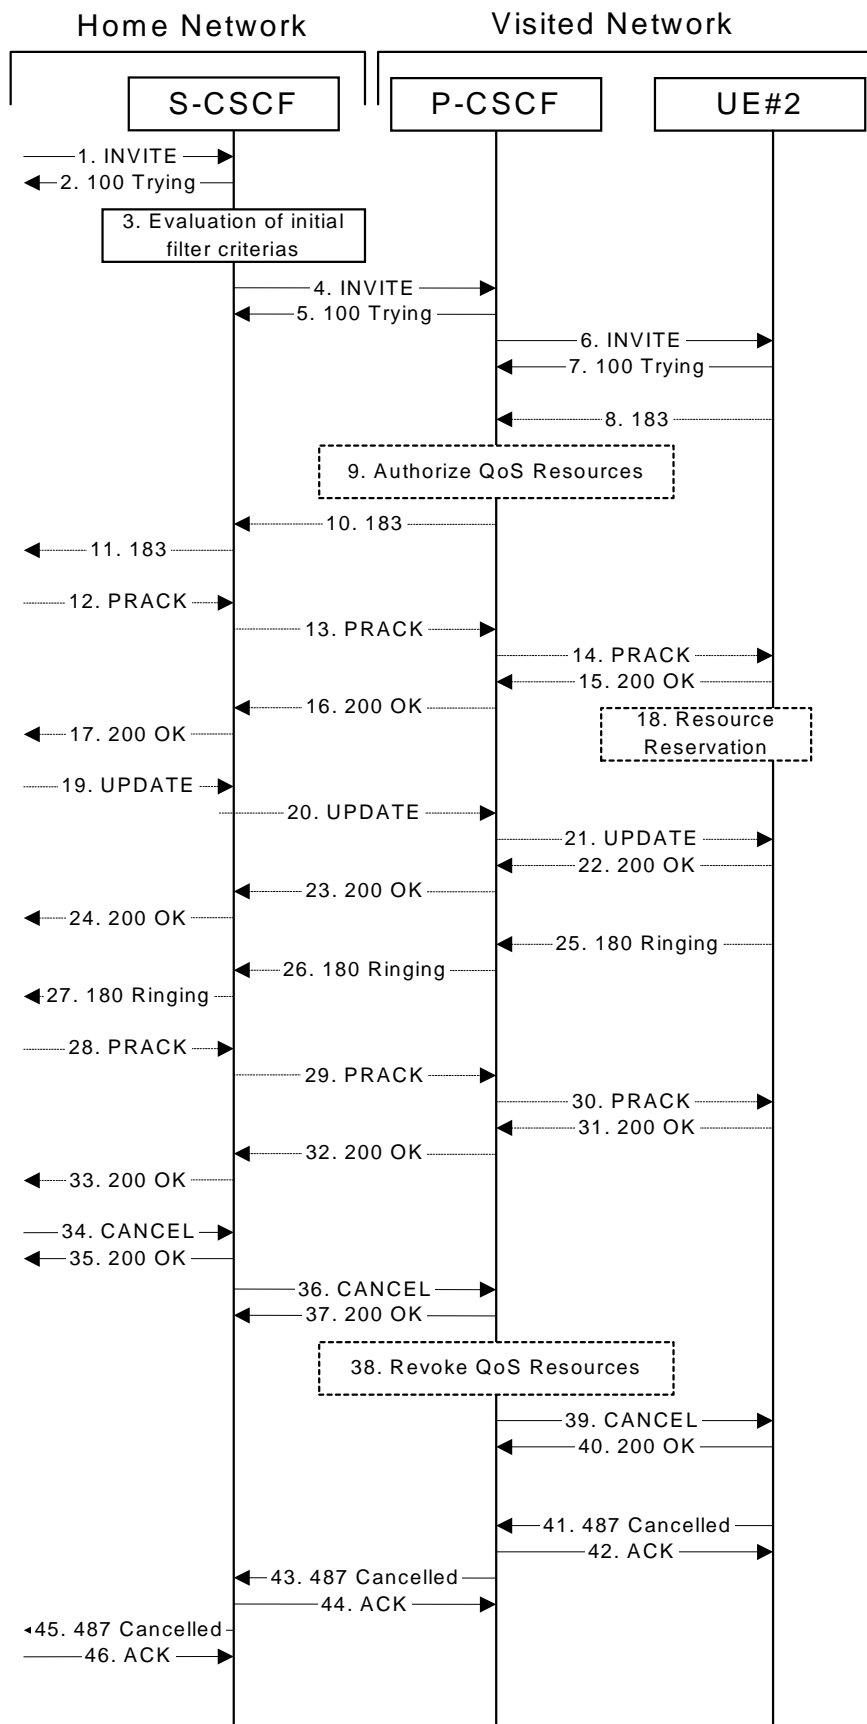 Home Network
Visited Network
S-CSCF
P-CSCF
UE#2
1. INVITE
2. 100 Trying
3. Evaluation of initial
filter criterias
4. INVITE
5. 100 Trying
6. INVITE
7. 100 Trying
8. 183
9. Authorize QoS Resources
10. 183
11. 183
12. PRACK
13. PRACK
14. PRACK
15. 200 OK
16. 200 OK
17. 200 OK
18. Resource
Reservation
19. UPDATE
20. UPDATE
21. UPDATE
22. 200 OK
23. 200 OK
24. 200 OK
25. 180 Ringing
26. 180 Ringing
27. 180 Ringing
28. PRACK
29. PRACK
30. PRACK
31. 200 OK
32. 200 OK
33. 200 OK
34. CANCEL
35. 200 OK
36. CANCEL
37. 200 OK
38. Revoke QoS Resources
39. CANCEL
40. 200 OK
41. 487 Cancelled
42. ACK
43. 487 Cancelled
44. ACK
45. 487 Cancelled
46. ACK